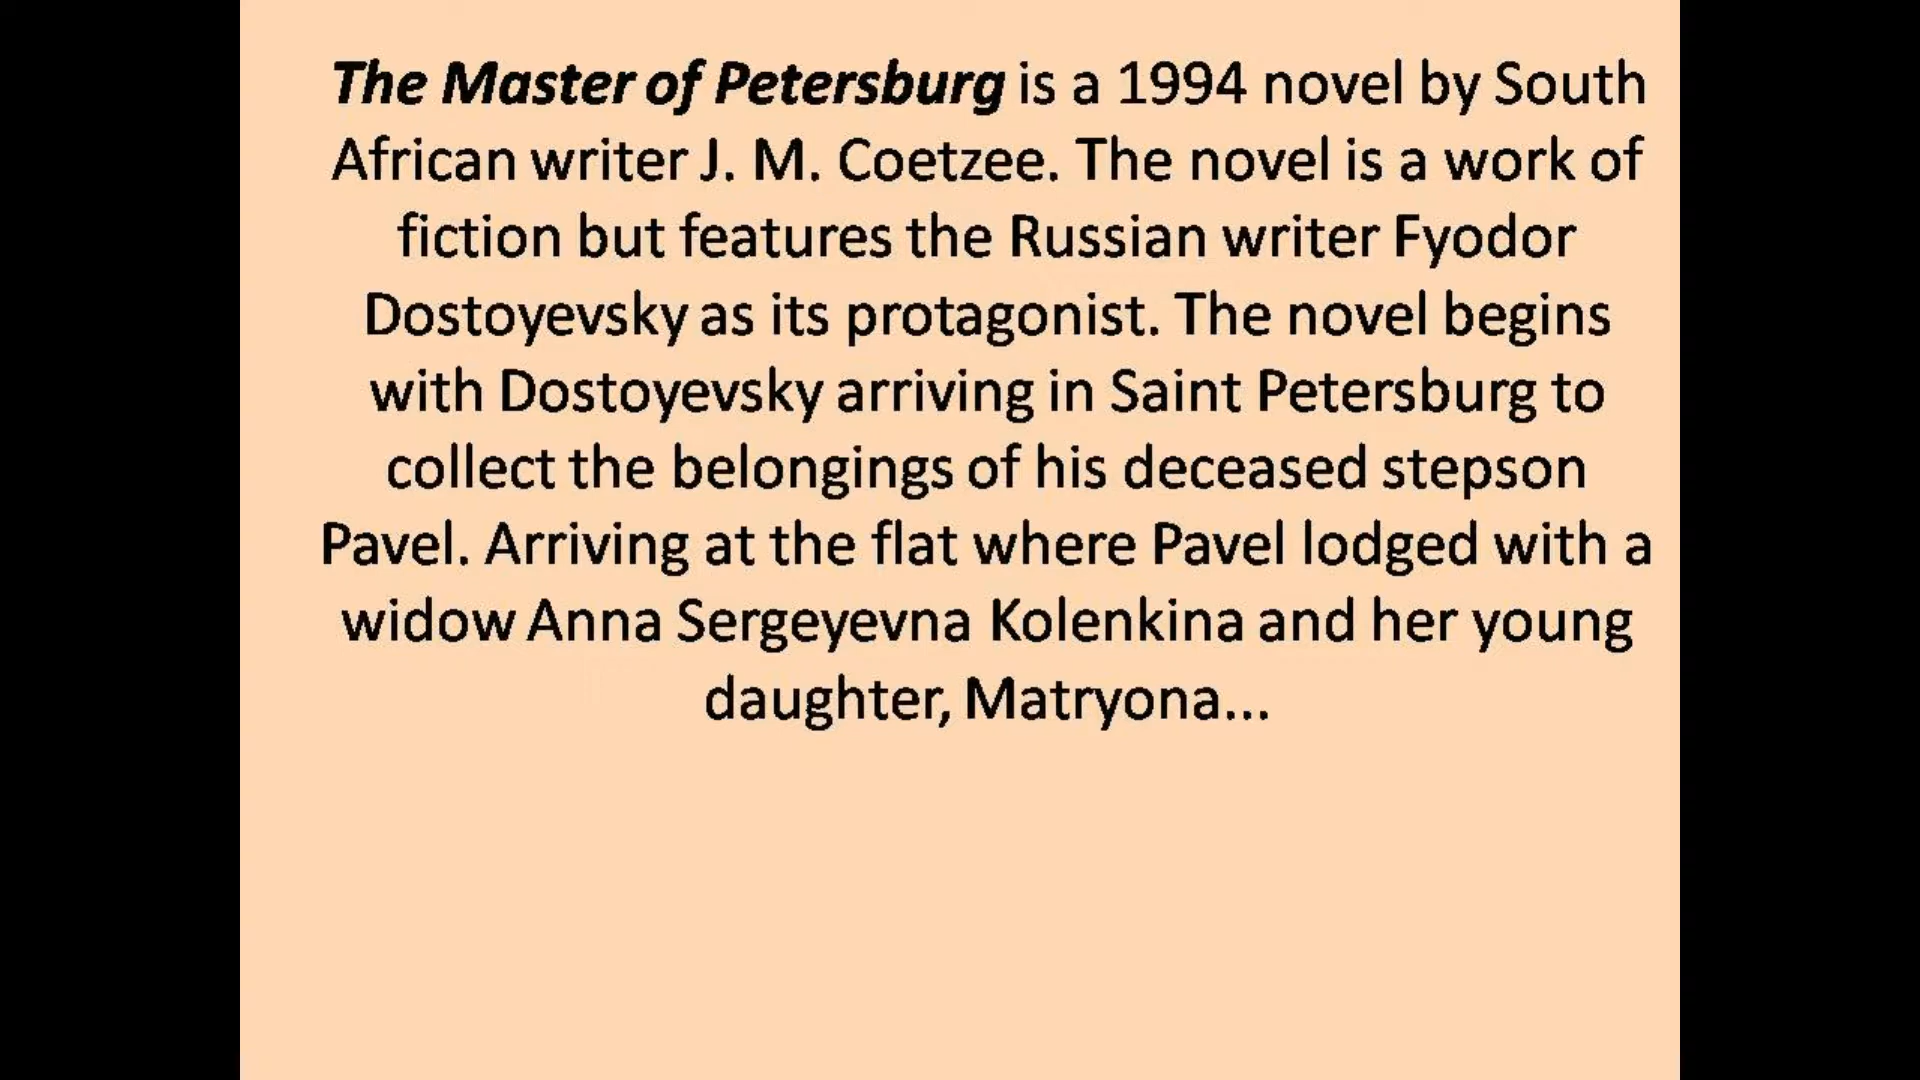 The Master of Petersburg is a 1994 novel by South
African writer J. M. Coetzee. The novel is a work of
fiction but features the Russian writer Fyodor
Dostoyevsky as its protagonist. The novel begins
with Dostoyevsky arriving in Saint Petersburg to
collect the belongings of his deceased stepson
Pavel. Arriving at the flat where Pavel lodged with a
widow Anna Sergeyevna Kolenkina and her young
daughter, Matryona...